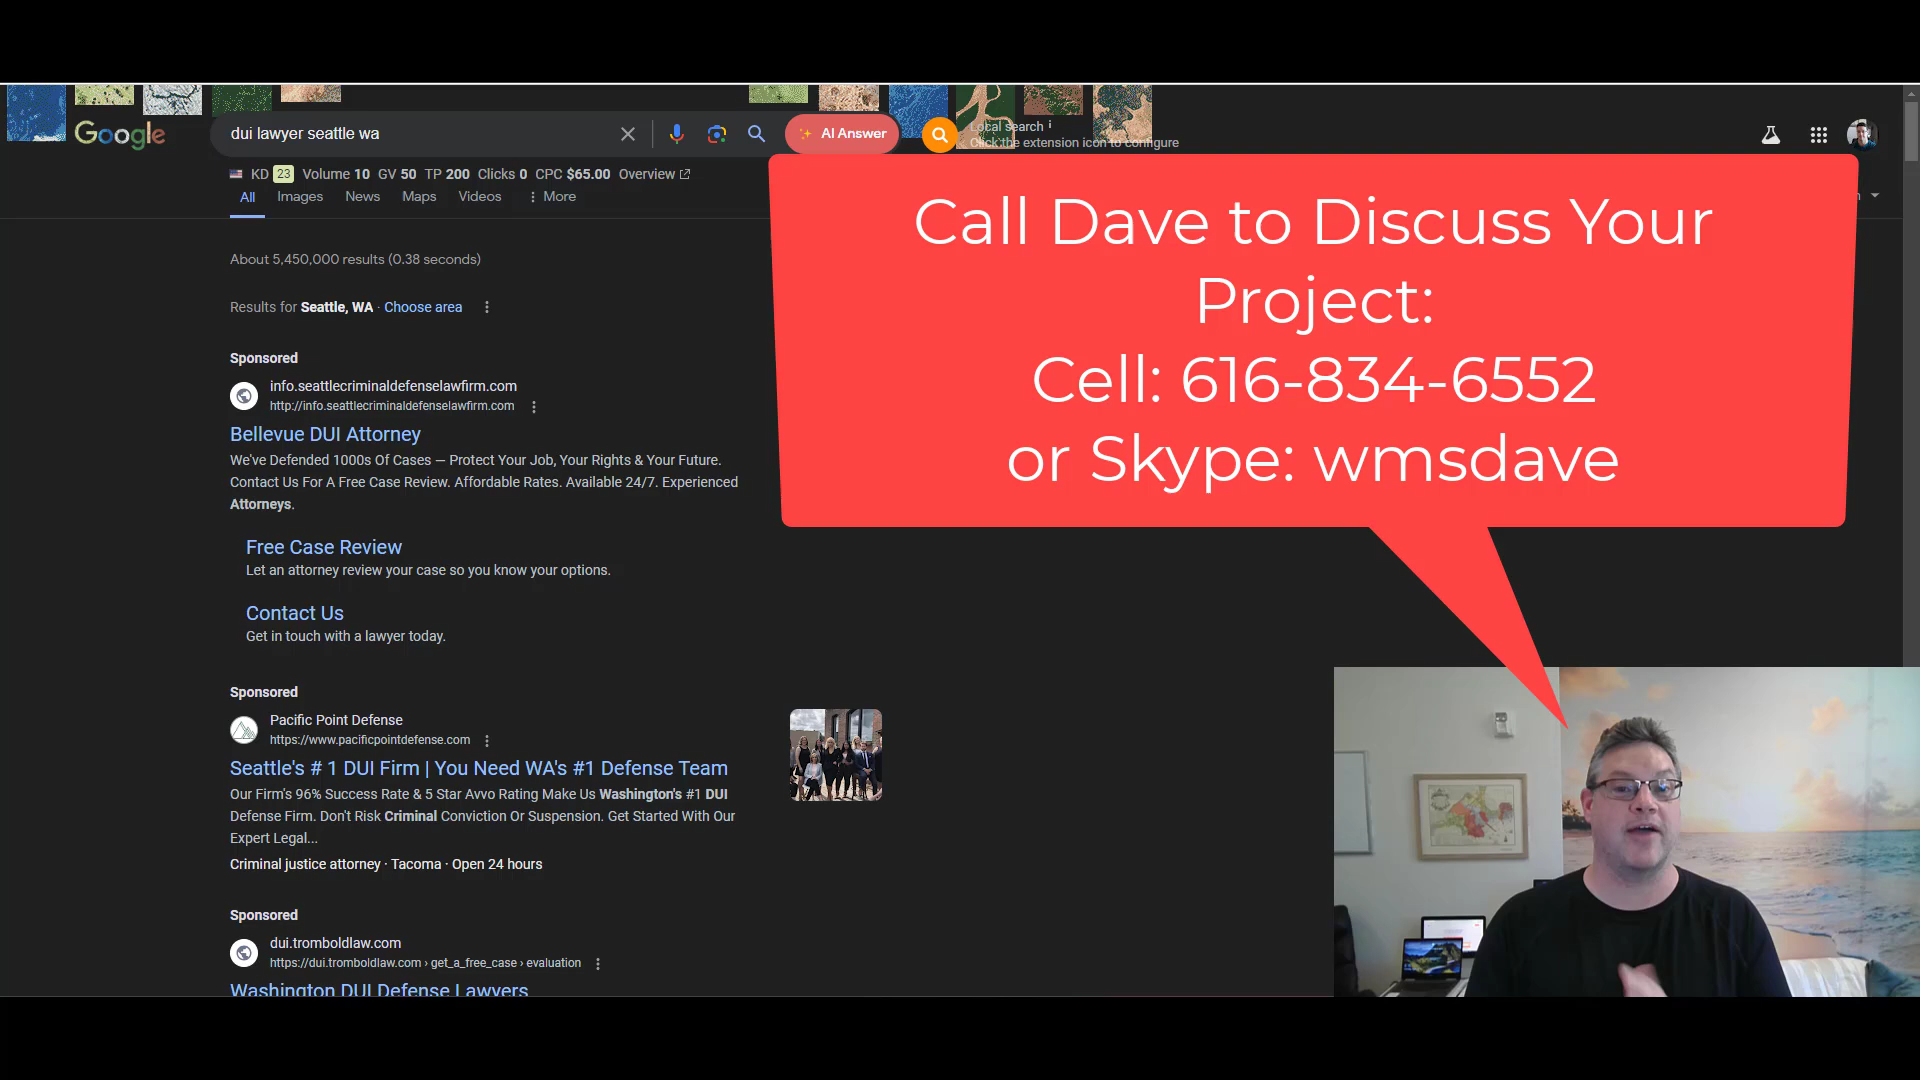 Google
dui lawyer seattle wa
AI Answer
Local search i
Click the extension icon to configure
KD 23 Volume 10 GV 50 TP 200 Clicks 0 CPC $65.00 Overview
All Images News Maps Videos More
About 5,450,000 results (0.38 seconds)
Results for Seattle, WA · Choose area
Sponsored
info.seattlecriminaldefenselawfirm.com
http://info.seattlecriminaldefenselawfirm.com
Bellevue DUI Attorney
We've Defended 1000s Of Cases — Protect Your Job, Your Rights & Your Future.
Contact Us For A Free Case Review. Affordable Rates. Available 24/7. Experienced
Attorneys.
Free Case Review
Let an attorney review your case so you know your options.
Contact Us
Get in touch with a lawyer today.
Sponsored
Pacific Point Defense
https://www.pacificpointdefense.com
Seattle's # 1 DUI Firm | You Need WA's #1 Defense Team
Our Firm's 96% Success Rate & 5 Star Avvo Rating Make Us Washington's #1 DUI
Defense Firm. Don't Risk Criminal Conviction Or Suspension. Get Started With Our
Expert Legal...
Criminal justice attorney · Tacoma · Open 24 hours
Sponsored
dui.tromboldlaw.com
https://dui.tromboldlaw.com › get_a_free_case › evaluation
Washington DUI Defense Lawyers
Call Dave to Discuss Your
Project:
Cell: 616-834-6552
or Skype: wmsdave